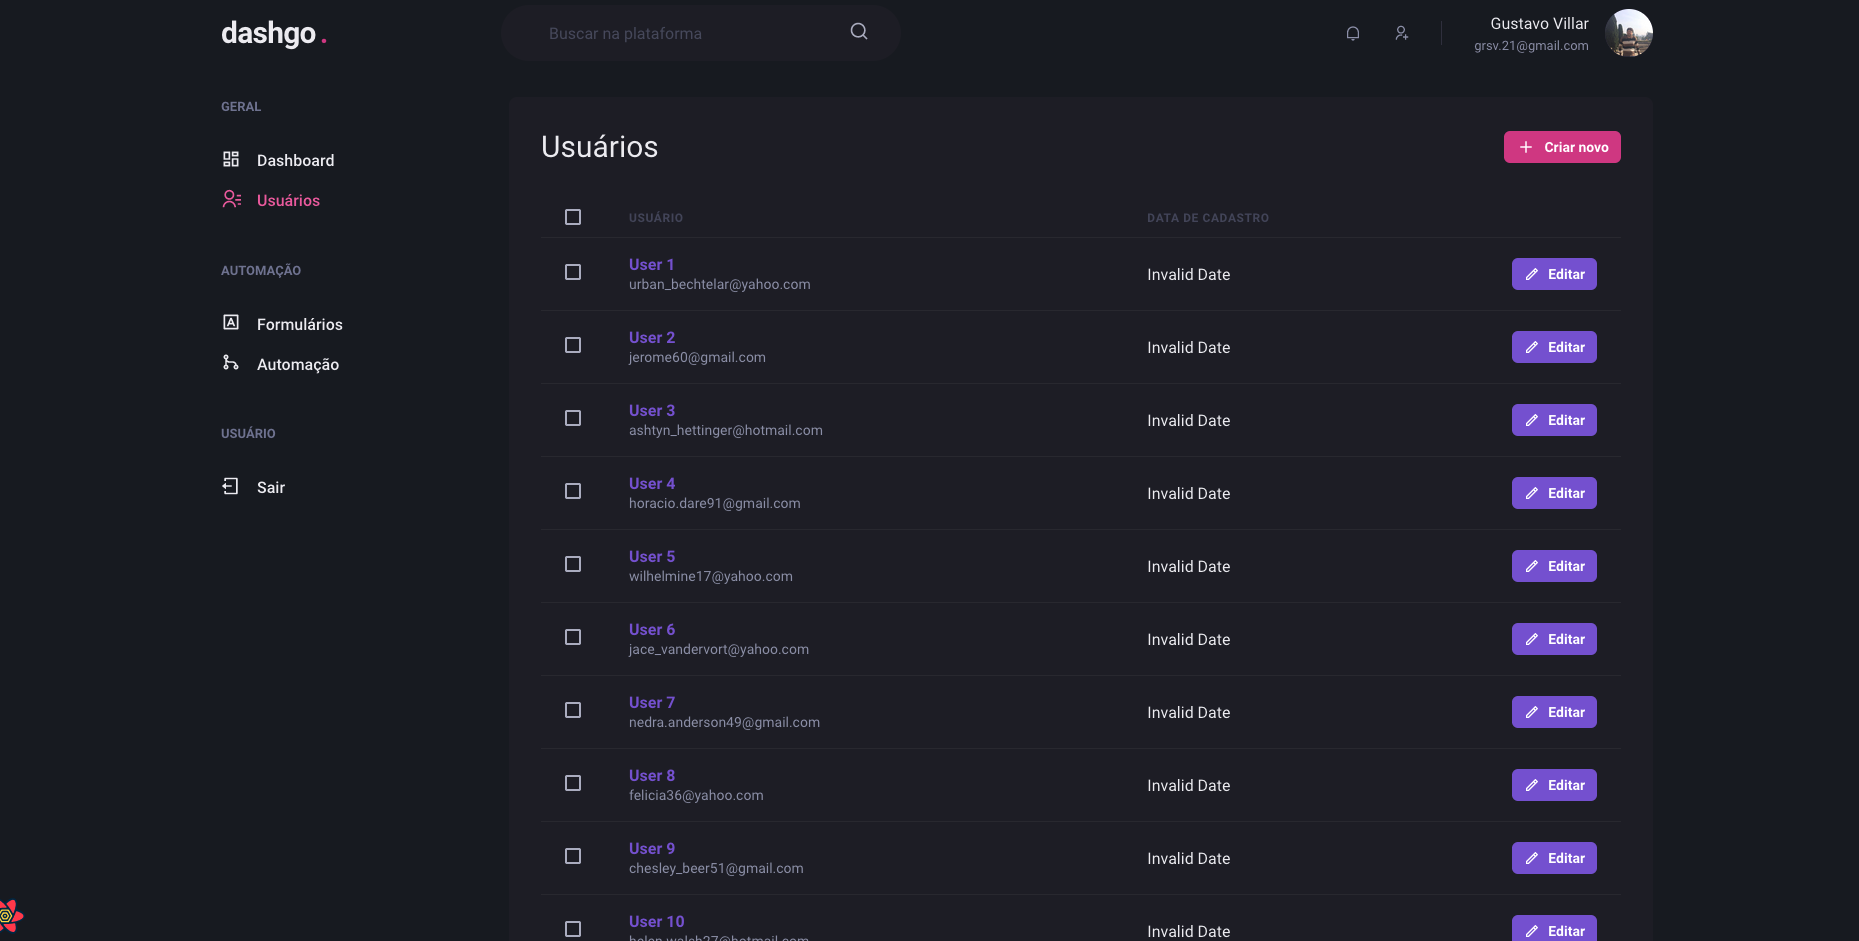 dashgo.
Buscar na plataforma
Gustavo Villar
grsv.21@gmail.com
GERAL
Dashboard
Usuários
AUTOMAÇÃO
Formulários
Automação
USUÁRIO
Sair
Usuários
Criar novo
USUÁRIO DATA DE CADASTRO
User 1
urban_bechtelar@yahoo.com
Invalid Date
Editar
User 2
jerome60@gmail.com
Invalid Date
Editar
User 3
ashtyn_hettinger@hotmail.com
Invalid Date
Editar
User 4
horacio.dare91@gmail.com
Invalid Date
Editar
User 5
wilhelmine17@yahoo.com
Invalid Date
Editar
User 6
jace_vandervort@yahoo.com
Invalid Date
Editar
User 7
nedra.anderson49@gmail.com
Invalid Date
Editar
User 8
felicia36@yahoo.com
Invalid Date
Editar
User 9
chesley_beer51@gmail.com
Invalid Date
Editar
User 10
Invalid Date
Editar